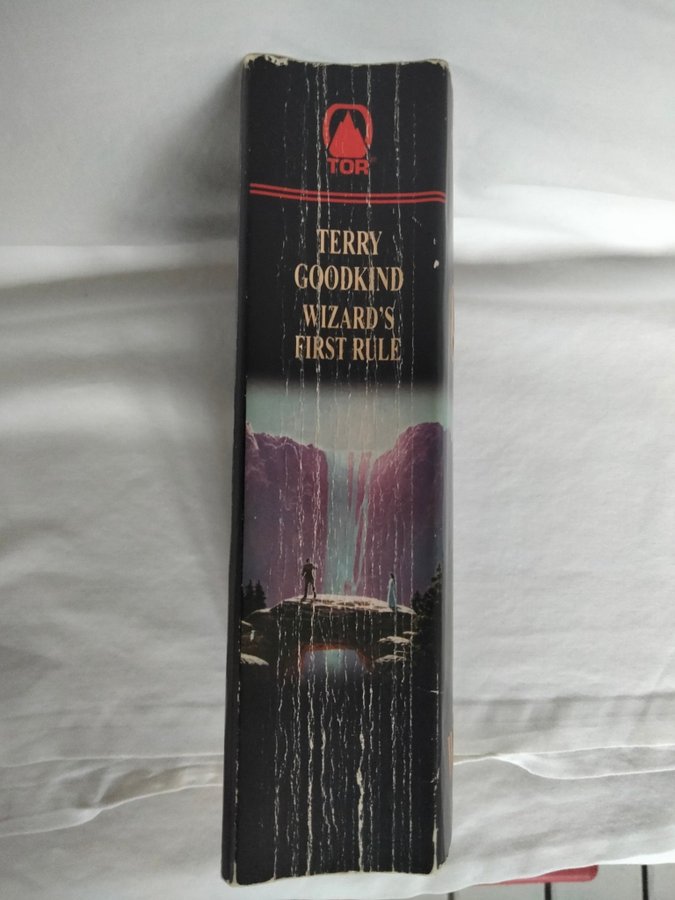 TOR
TERRY
GOODKIND
WIZARD'S
FIRST RULE